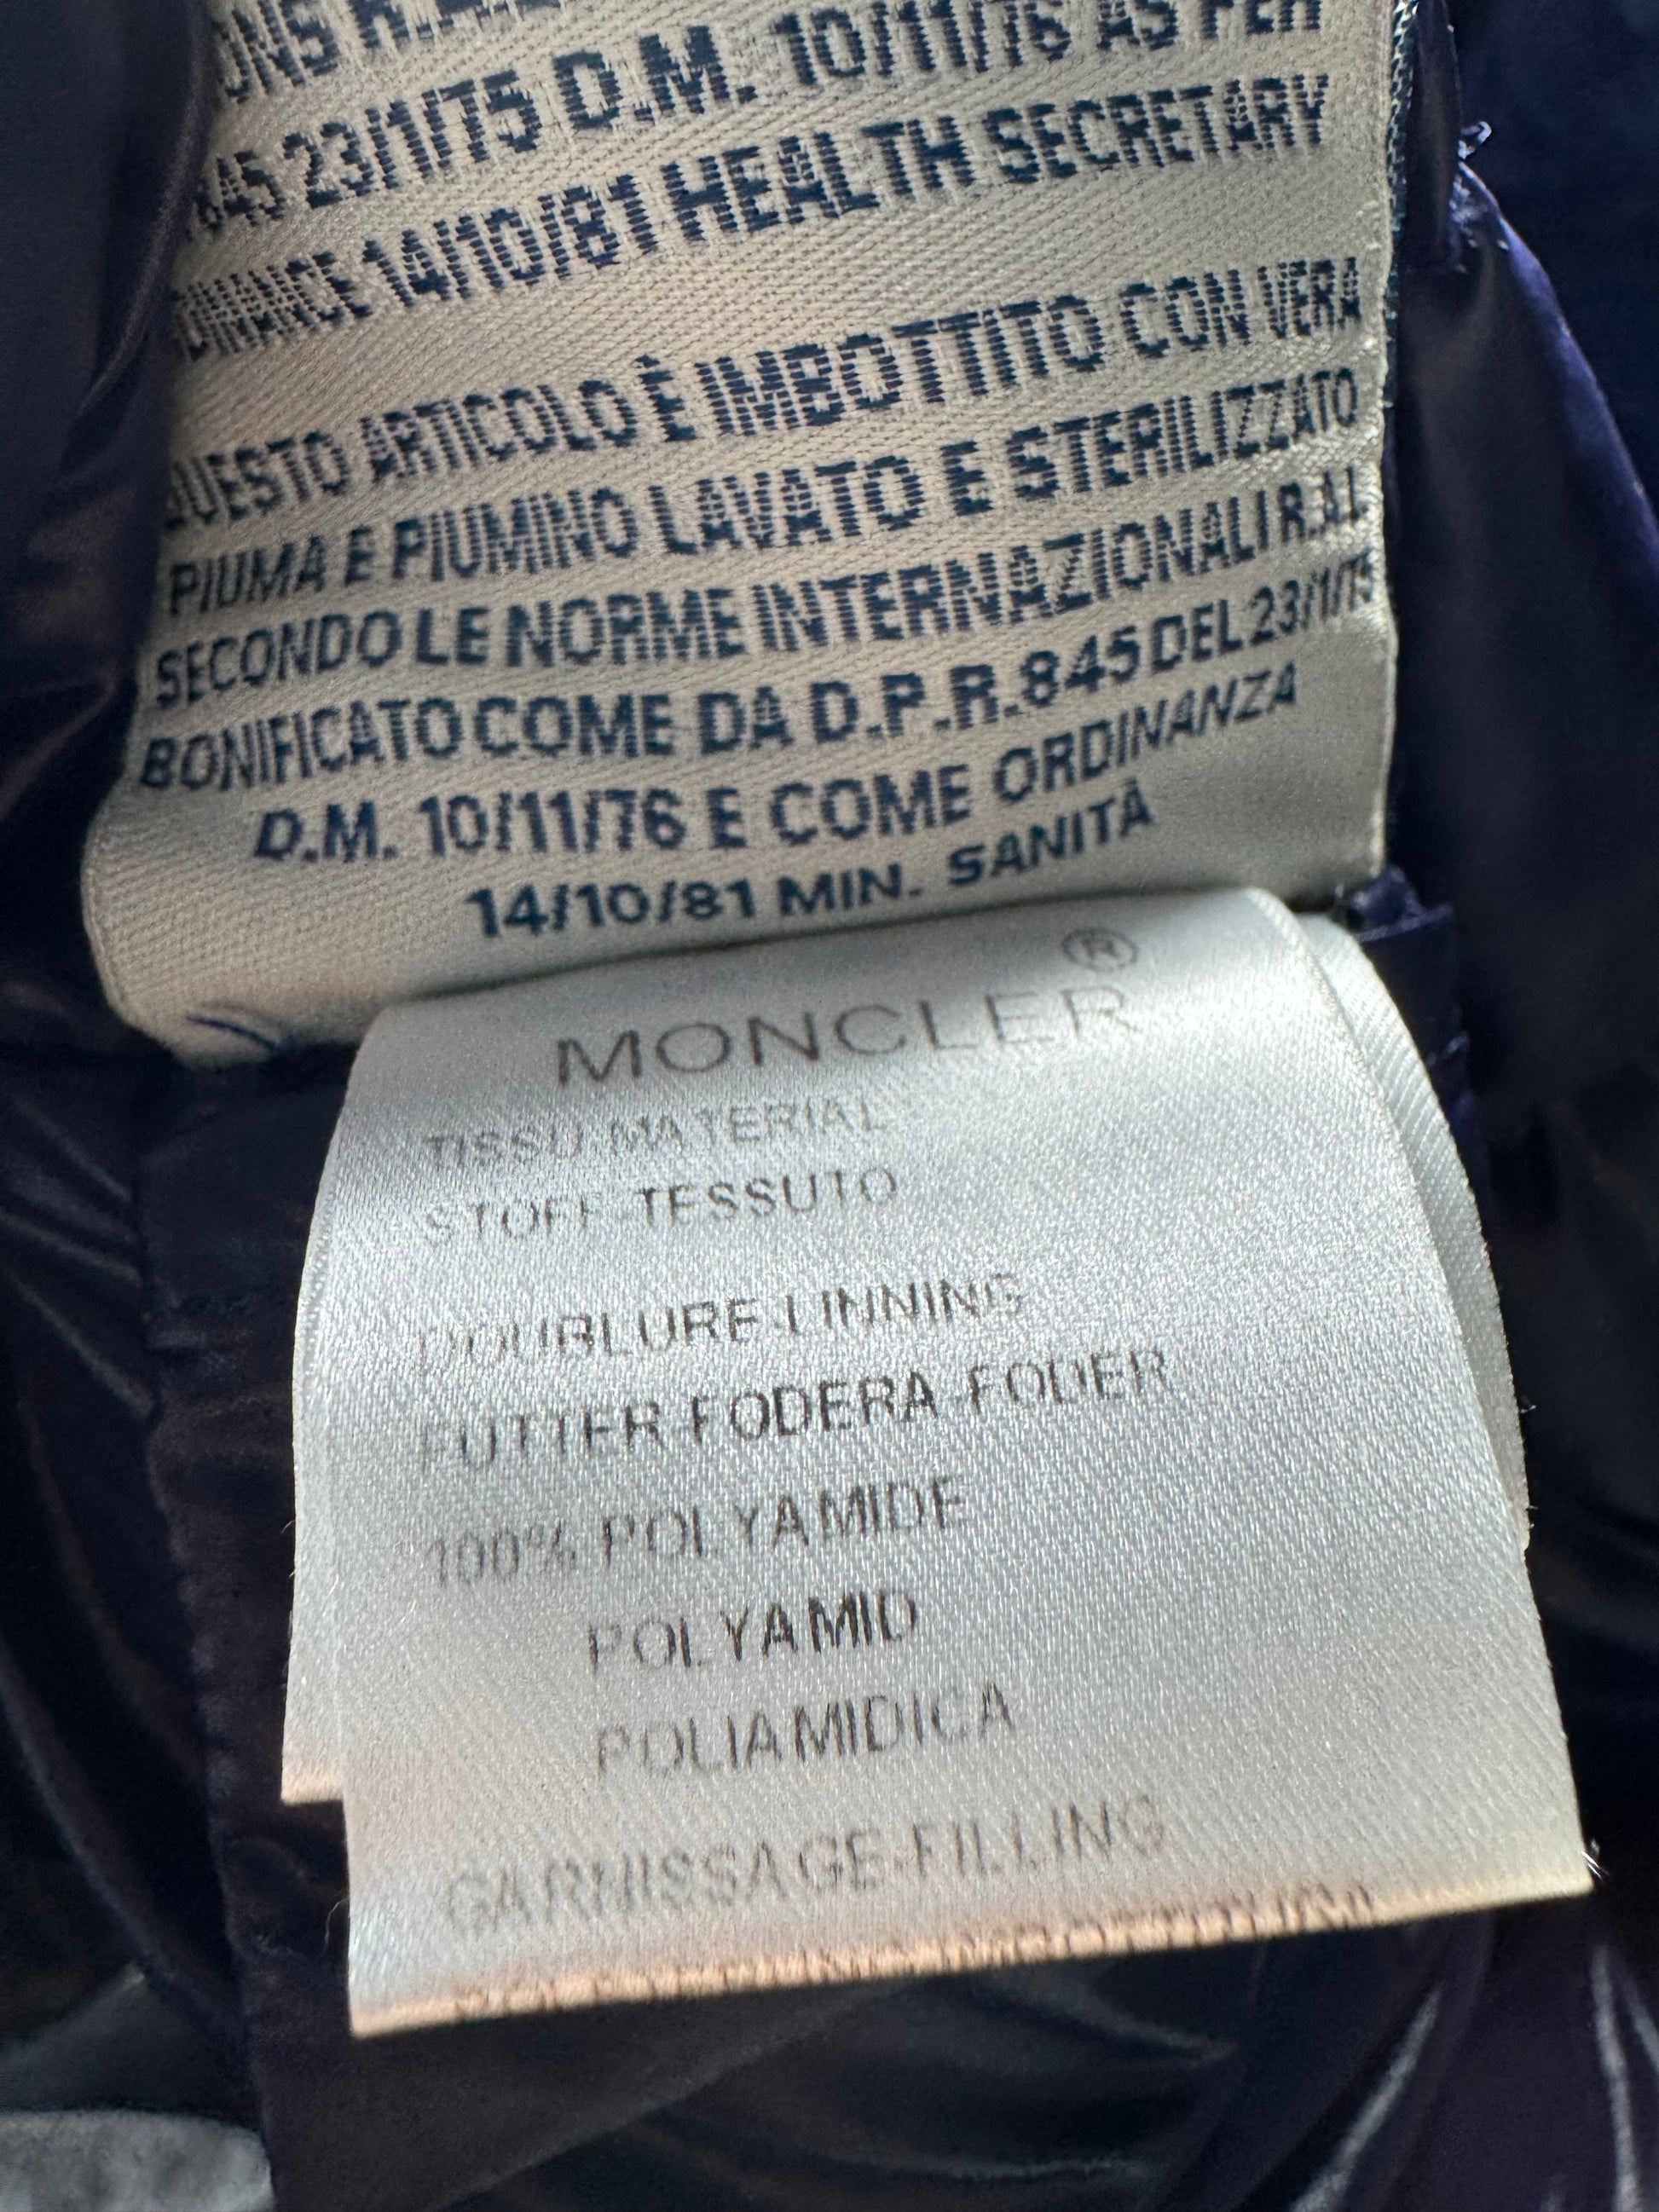 23/1/75 D.M. 10/11/76 AS PER
14/10/81 HEALTH SECRETARY
QUESTO ARTICOLO È IMBOTTITO CON VERA
PIUMA E PIUMINO LAVATO E STERILIZZATO
SECONDO LE NORME INTERNAZIONALI R.A.L
BONIFICATO COME DA D.P.R. 845 DEL 23/1/75
D.M. 10/11/76 E COME ORDINANZA
14/10/81 MIN. SANITÀ
MONCLER®
TISSU-MATERIAL
STOFF-TESSUTO
DOUBLURE-LINNING
FUTTER-FODERA-FODER
100% POLYAMIDE
POLYAMID
POLIAMIDICA
GARNISSAGE-FILLING